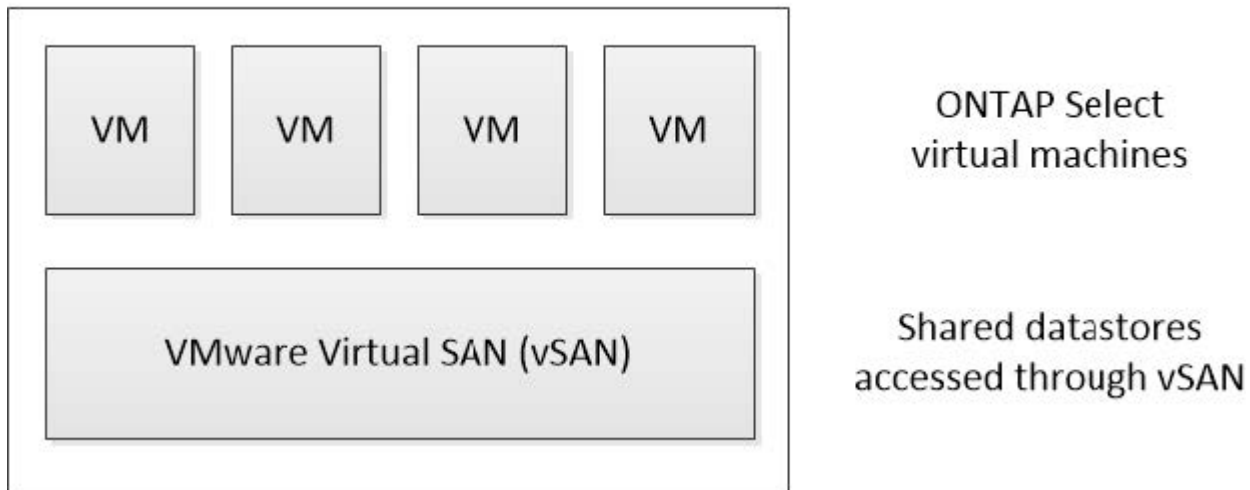 VM
VM
VM
VM
ONTAP Select
virtual machines
VMware Virtual SAN (vSAN)
Shared datastores
accessed through vSAN